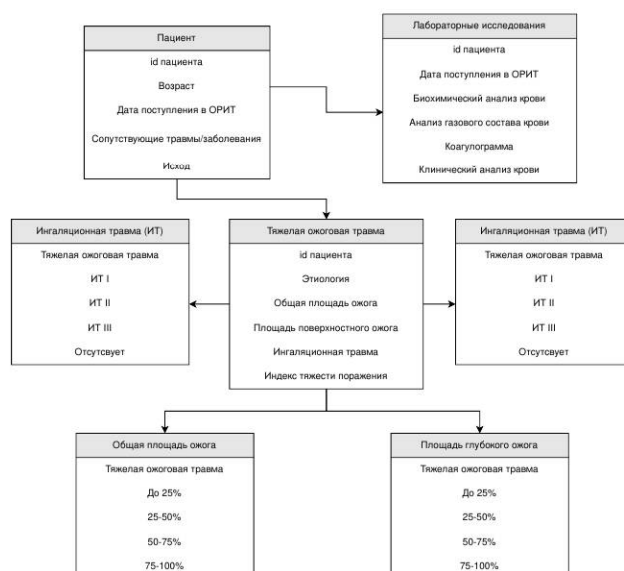 Пациент
id пациента
Возраст
Дата поступления в ОРИТ
Сопутствующие травмы/заболевания
Исход
Лабораторные исследования
id пациента
Дата поступления в ОРИТ
Биохимический анализ крови
Анализ газового состава крови
Коагулограмма
Клинический анализ крови
Ингаляционная травма (ИТ)
Тяжелая ожоговая травма
ИТ I
ИТ II
ИТ III
Отсутсвует
Тяжелая ожоговая травма
id пациента
Этиология
Общая площадь ожога
Площадь поверхностного ожога
Ингаляционная травма
Индекс тяжести поражения
Ингаляционная травма (ИТ)
Тяжелая ожоговая травма
ИТ I
ИТ II
ИТ III
Отсутсвует
Общая площадь ожога
Тяжелая ожоговая травма
До 25%
25-50%
50-75%
75-100%
Площадь глубокого ожога
Тяжелая ожоговая травма
До 25%
25-50%
50-75%
75-100%